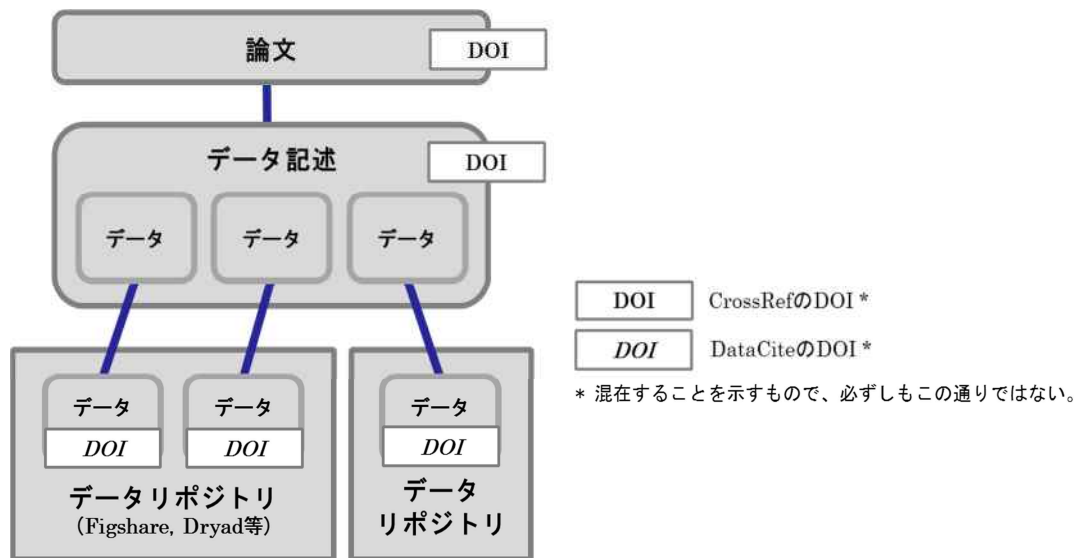 論文
DOI
データ記述
DOI
データ
データ
データ
DOI
CrossRefのDOI *
DOI
DataCiteのDOI *
* 混在することを示すもので、必ずしもこの通りではない。
データ
データ
データ
DOI
DOI
DOI
データリポジトリ
(Figshare, Dryad等)
データ
リポジトリ